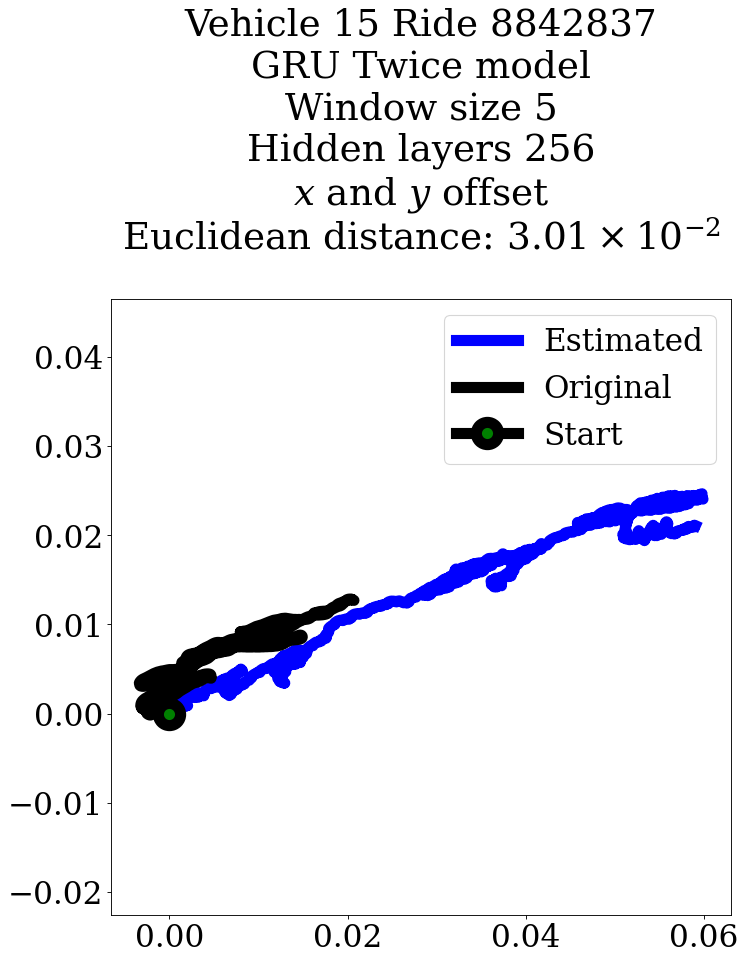 Vehicle 15 Ride 8842837
GRU Twice model
Window size 5
Hidden layers 256
x and y offset
Euclidean distance: 3.01 × 10⁻²
Estimated
Original
Start
0.04
0.03
0.02
0.01
0.00
−0.01
−0.02
0.00 0.02 0.04 0.06